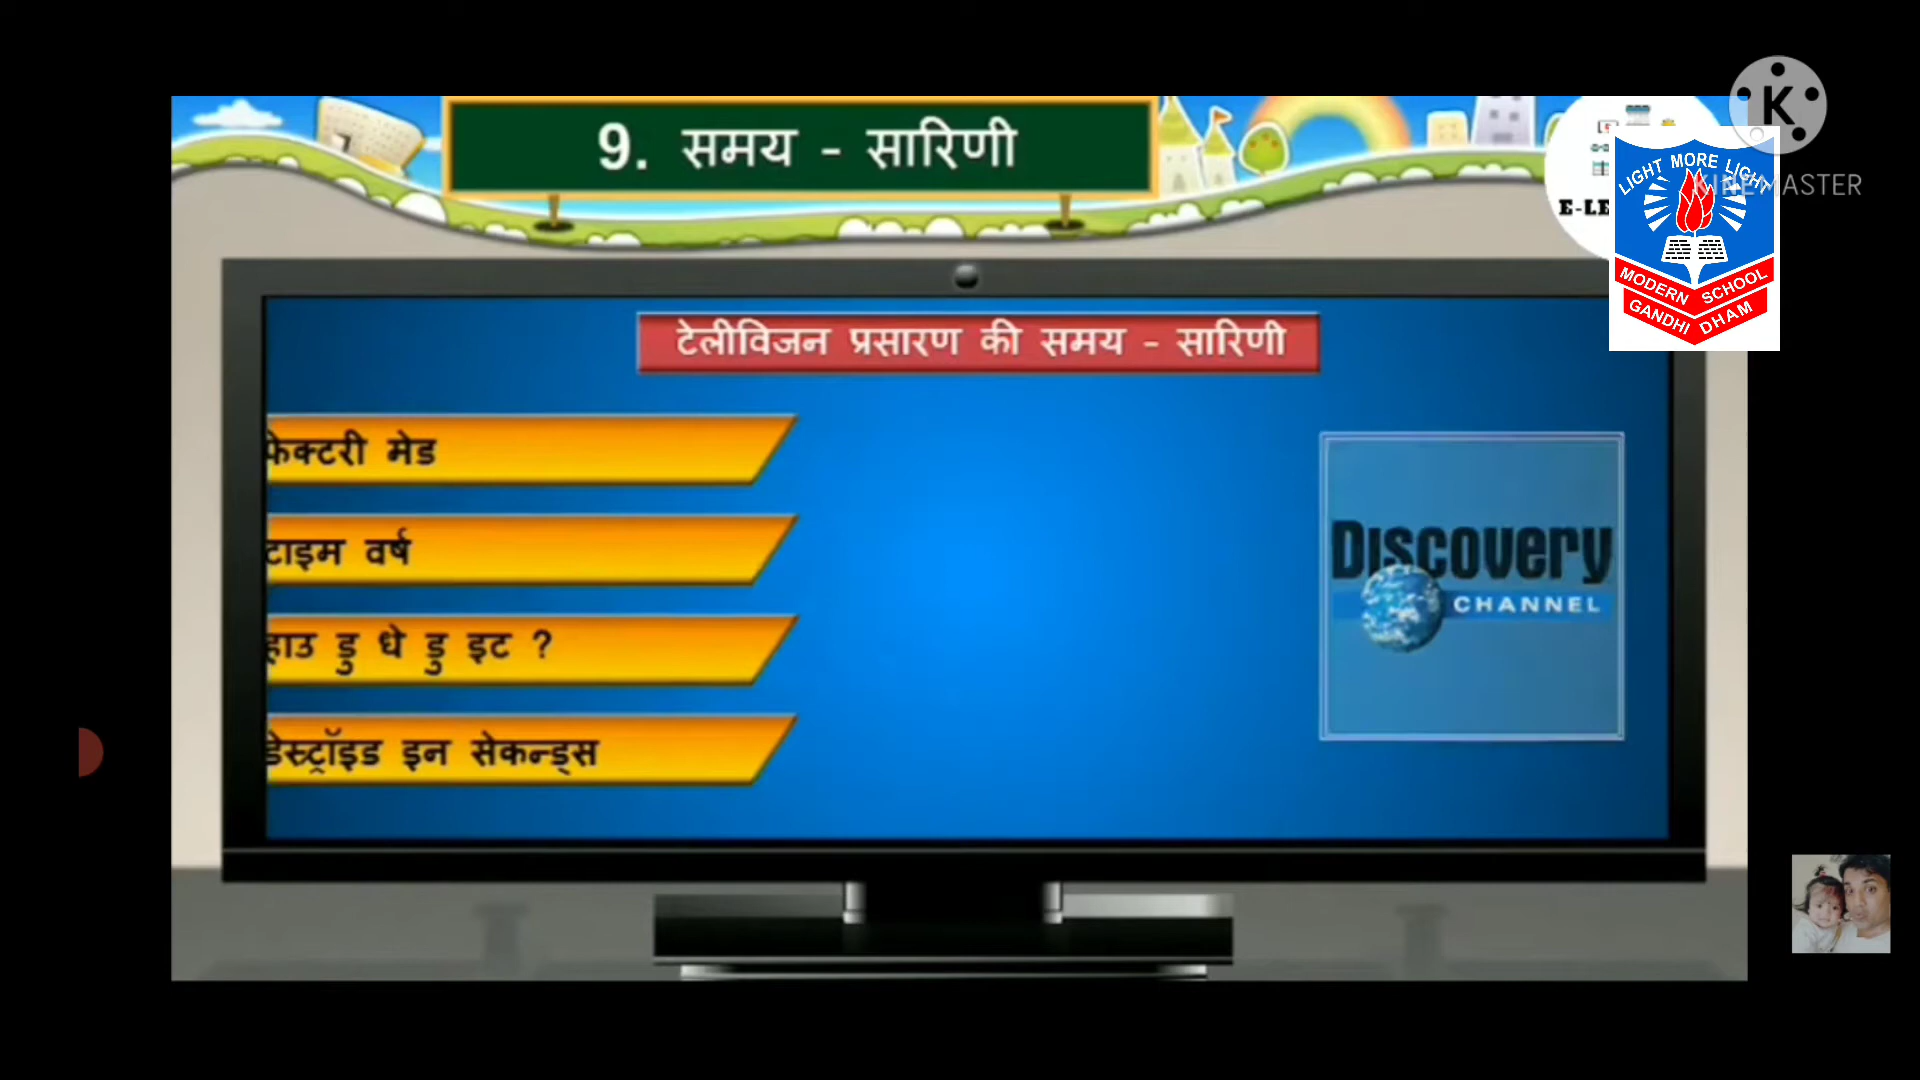 9. समय - सारिणी
K
KINEMASTER
E-LE
LIGHT MORE LIGHT
MODERN SCHOOL
GANDHI DHAM
टेलीविजन प्रसारण की समय - सारिणी
फेक्टरी मेड
टाइम वर्ष
हाउ डु धे डु इट ?
डेस्ट्रॉइड इन सेकन्ड्स
Discovery
CHANNEL